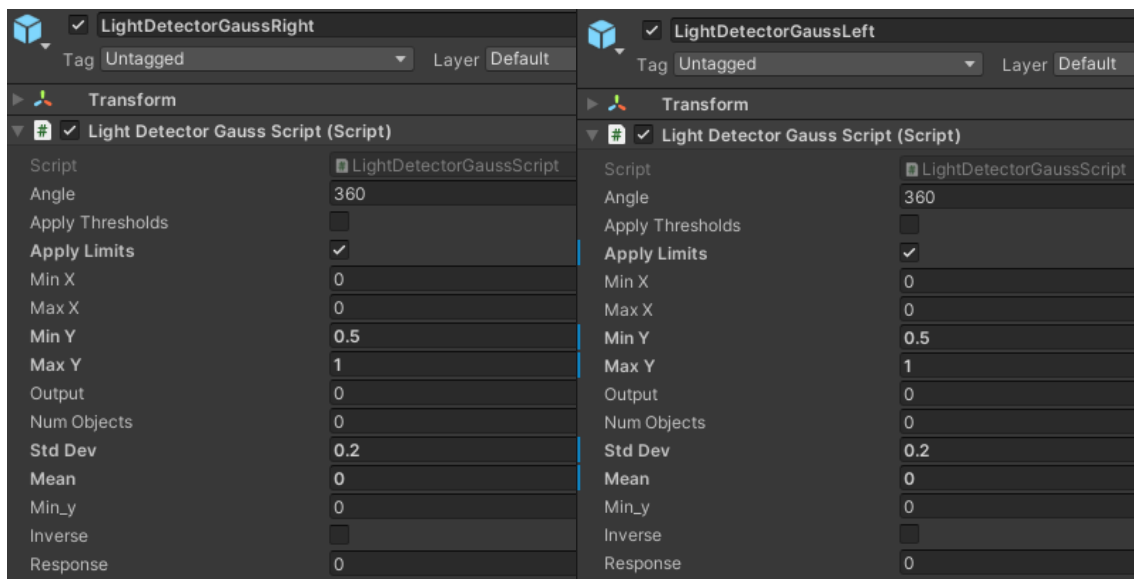 LightDetectorGaussRight
Tag Untagged Layer Default
Transform
# Light Detector Gauss Script (Script)
Script LightDetectorGaussScript
Angle 360
Apply Thresholds
Apply Limits
Min X 0
Max X 0
Min Y 0.5
Max Y 1
Output 0
Num Objects 0
Std Dev 0.2
Mean 0
Min_y 0
Inverse
Response 0
LightDetectorGaussLeft
Tag Untagged Layer Default
Transform
# Light Detector Gauss Script (Script)
Script LightDetectorGaussScript
Angle 360
Apply Thresholds
Apply Limits
Min X 0
Max X 0
Min Y 0.5
Max Y 1
Output 0
Num Objects 0
Std Dev 0.2
Mean 0
Min_y 0
Inverse
Response 0